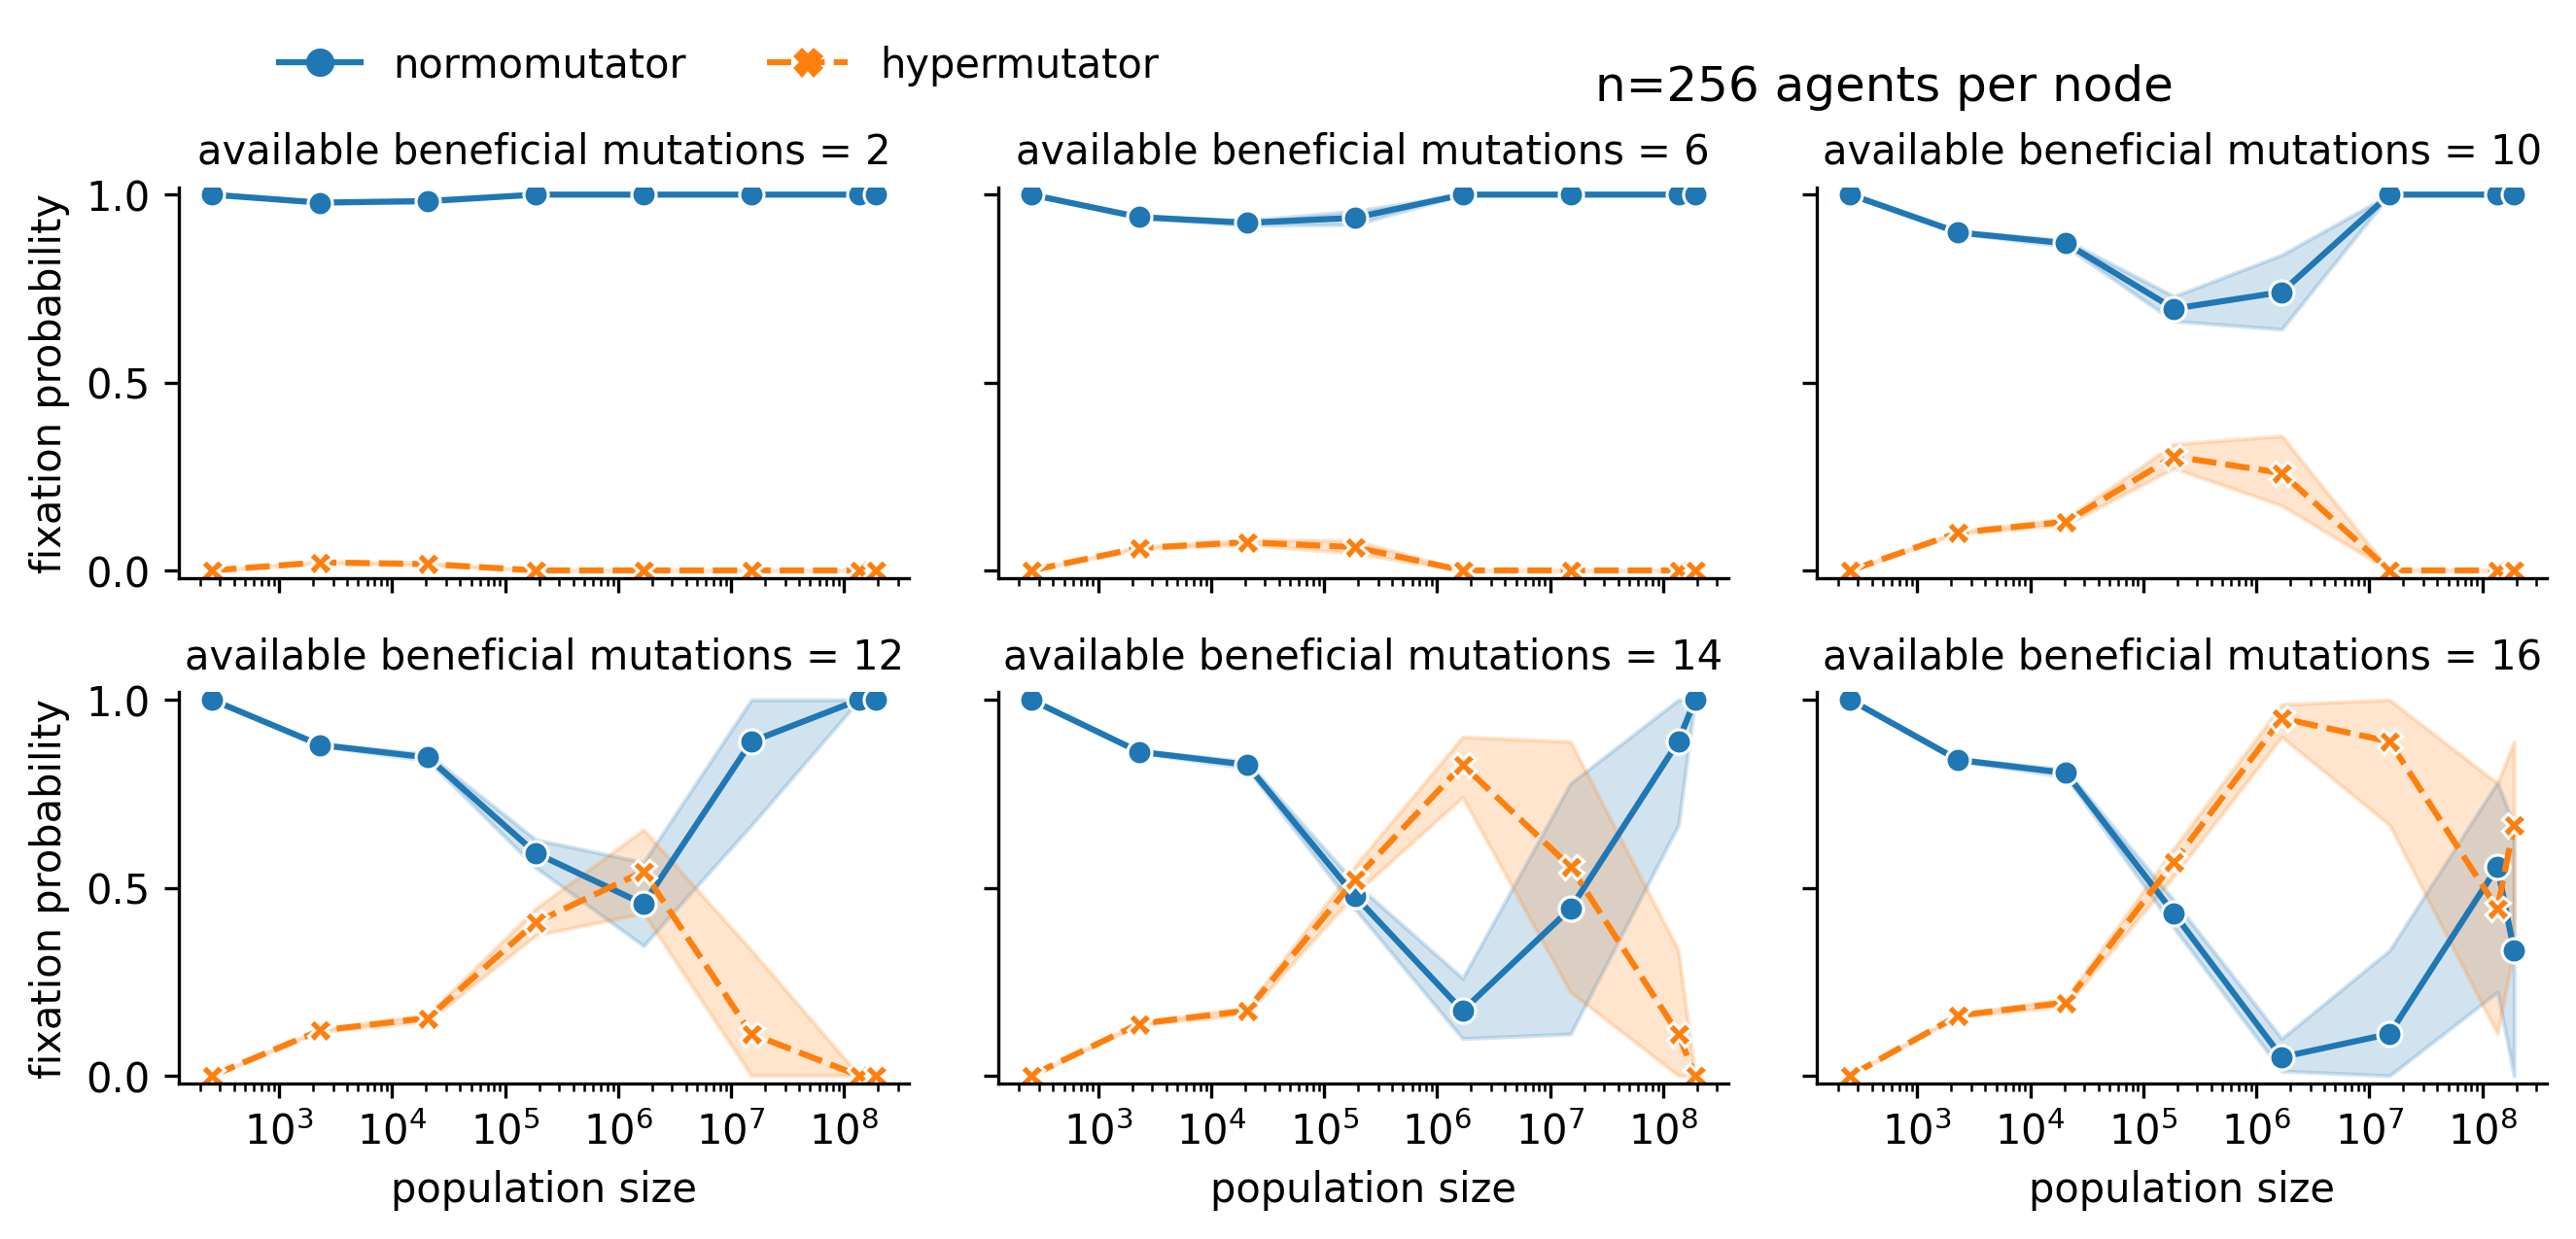 normomutator
hypermutator
n=256 agents per node
available beneficial mutations = 2
available beneficial mutations = 6
available beneficial mutations = 10
fixation probability
1.0
0.5
0.0
available beneficial mutations = 12
available beneficial mutations = 14
available beneficial mutations = 16
fixation probability
1.0
0.5
0.0
10³ 10⁴ 10⁵ 10⁶ 10⁷ 10⁸
10³ 10⁴ 10⁵ 10⁶ 10⁷ 10⁸
10³ 10⁴ 10⁵ 10⁶ 10⁷ 10⁸
population size
population size
population size